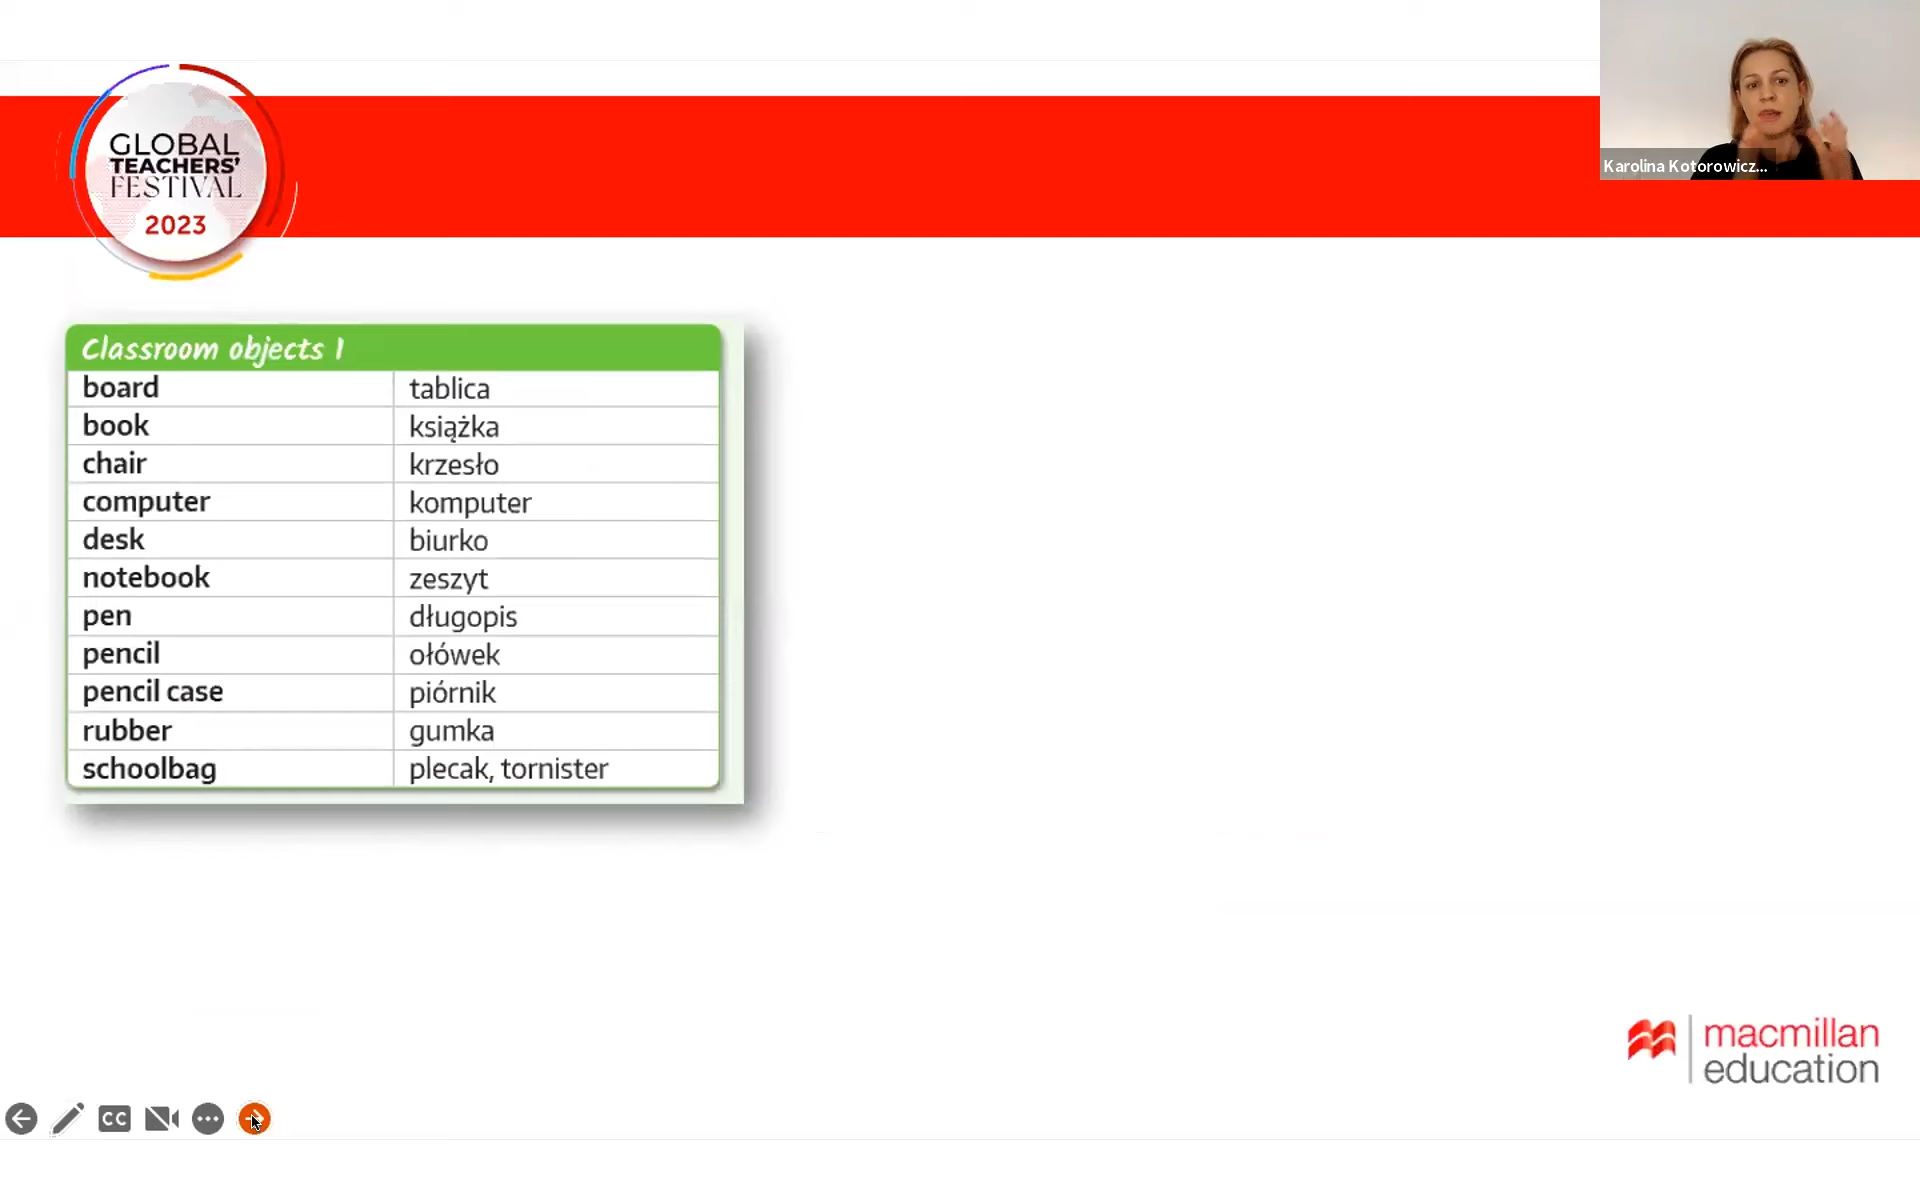 GLOBAL
TEACHERS'
FESTIVAL
2023
Karolina Kotorowicz...
Classroom objects 1
board tablica
book książka
chair krzesło
computer komputer
desk biurko
notebook zeszyt
pen długopis
pencil ołówek
pencil case piórnik
rubber gumka
schoolbag plecak, tornister
macmillan
education
CC